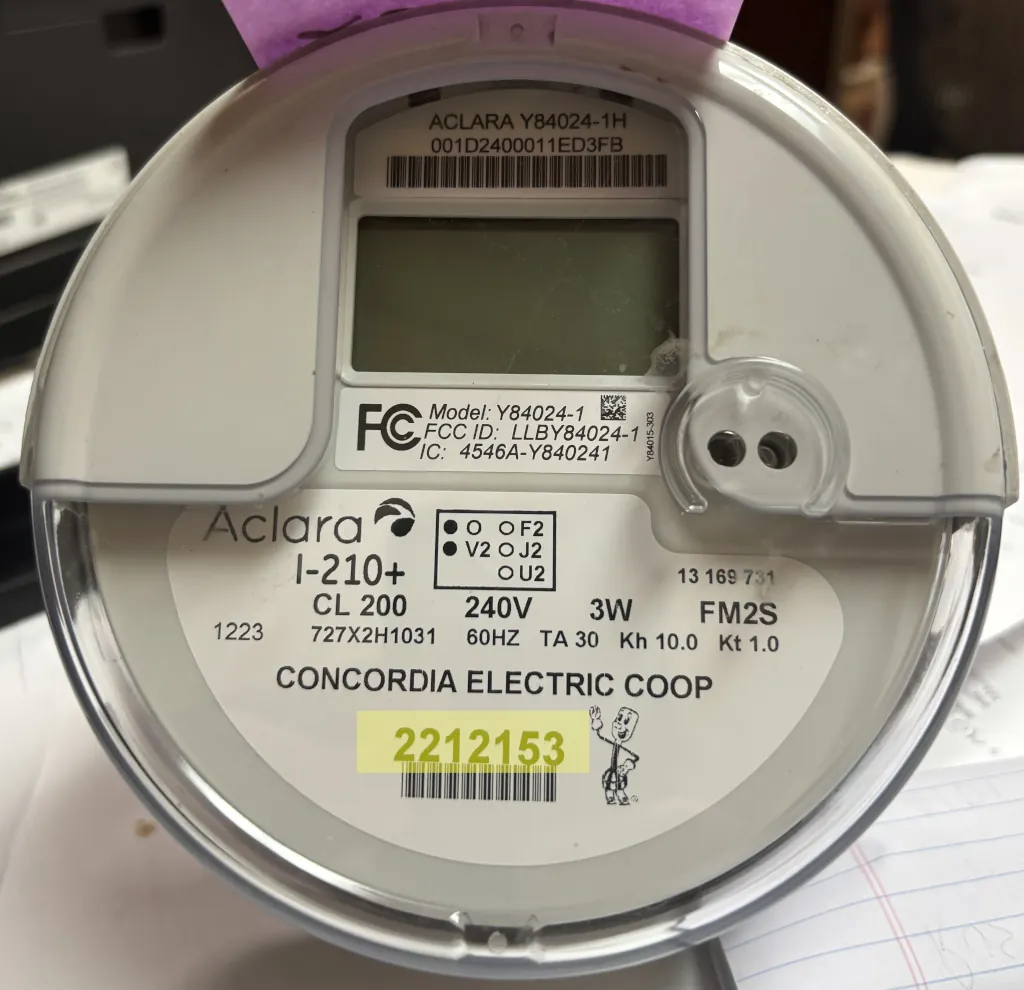 ACLARA Y84024-1H
001D2400011ED3FB
FCC
Model: Y84024-1
FCC ID: LLBY84024-1
IC: 4546A-Y840241
Y84015-303
Aclara
I-210+
O F2
V2 J2
U2
13 169 731
CL 200 240V 3W FM2S
1223 727X2H1031 60HZ TA 30 Kh 10.0 Kt 1.0
CONCORDIA ELECTRIC COOP
2212153